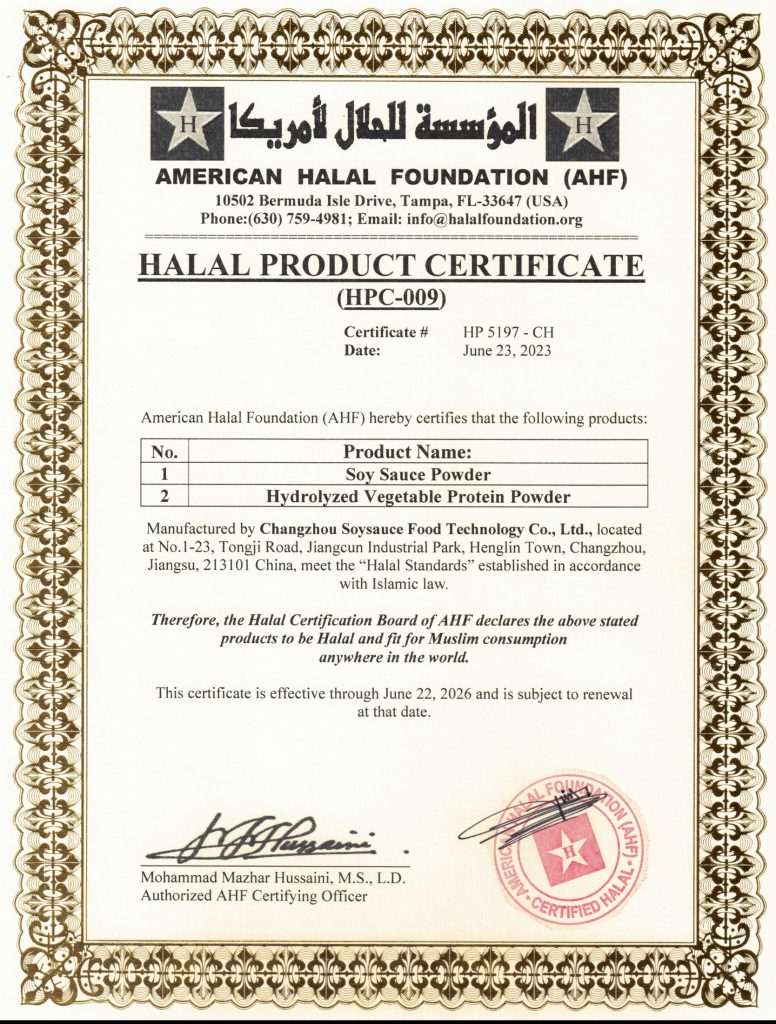 H المؤسسة للحلال لأمريكا H
AMERICAN HALAL FOUNDATION (AHF)
10502 Bermuda Isle Drive, Tampa, FL-33647 (USA)
Phone:(630) 759-4981; Email: info@halalfoundation.org
HALAL PRODUCT CERTIFICATE
(HPC-009)
Certificate # HP 5197 - CH
Date: June 23, 2023
American Halal Foundation (AHF) hereby certifies that the following products:
No. Product Name:
1 Soy Sauce Powder
2 Hydrolyzed Vegetable Protein Powder
Manufactured by Changzhou Soysauce Food Technology Co., Ltd., located
at No.1-23, Tongji Road, Jiangcun Industrial Park, Henglin Town, Changzhou,
Jiangsu, 213101 China, meet the “Halal Standards” established in accordance
with Islamic law.
Therefore, the Halal Certification Board of AHF declares the above stated
products to be Halal and fit for Muslim consumption
anywhere in the world.
This certificate is effective through June 22, 2026 and is subject to renewal
at that date.
Hussaini
AMERICAN HALAL FOUNDATION (AHF)
H
CERTIFIED HALAL
Mohammad Mazhar Hussaini, M.S., L.D.
Authorized AHF Certifying Officer